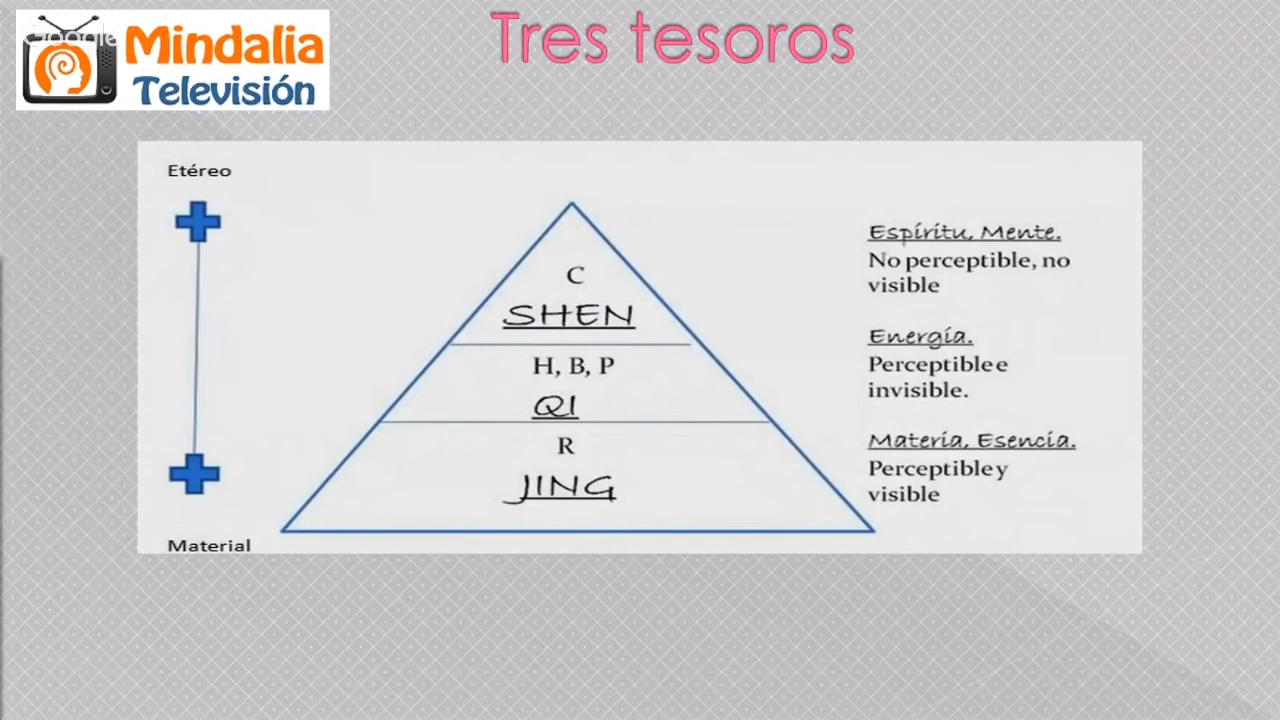 Google
Mindalia
Televisión
Tres tesoros
Etéreo
C
SHEN
H, B, P
QI
R
JING
Material
Espíritu, Mente.
No perceptible, no
visible
Energía.
Perceptible e
invisible.
Materia, Esencia.
Perceptible y
visible